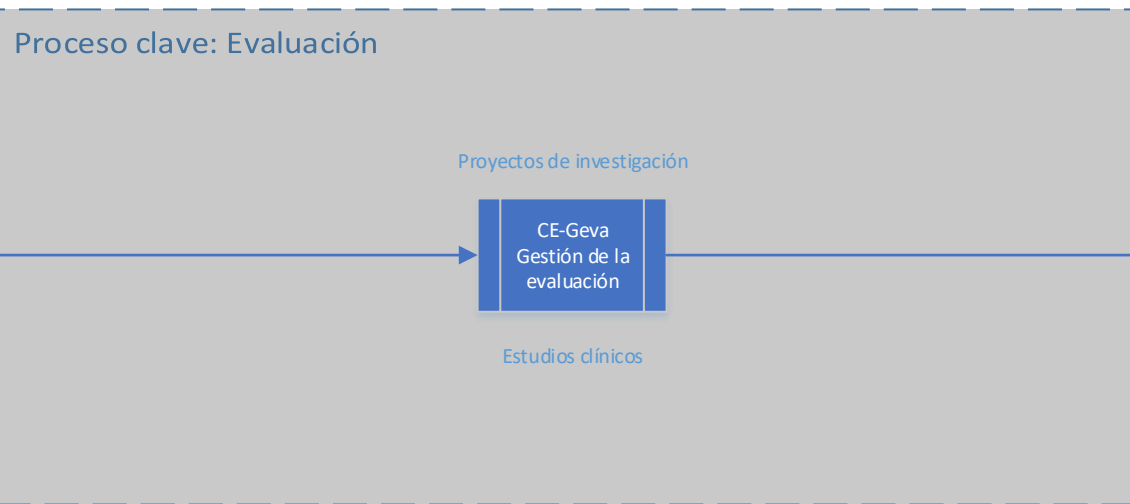 Proceso clave: Evaluación
Proyectos de investigación
CE-Geva
Gestión de la
evaluación
Estudios clínicos